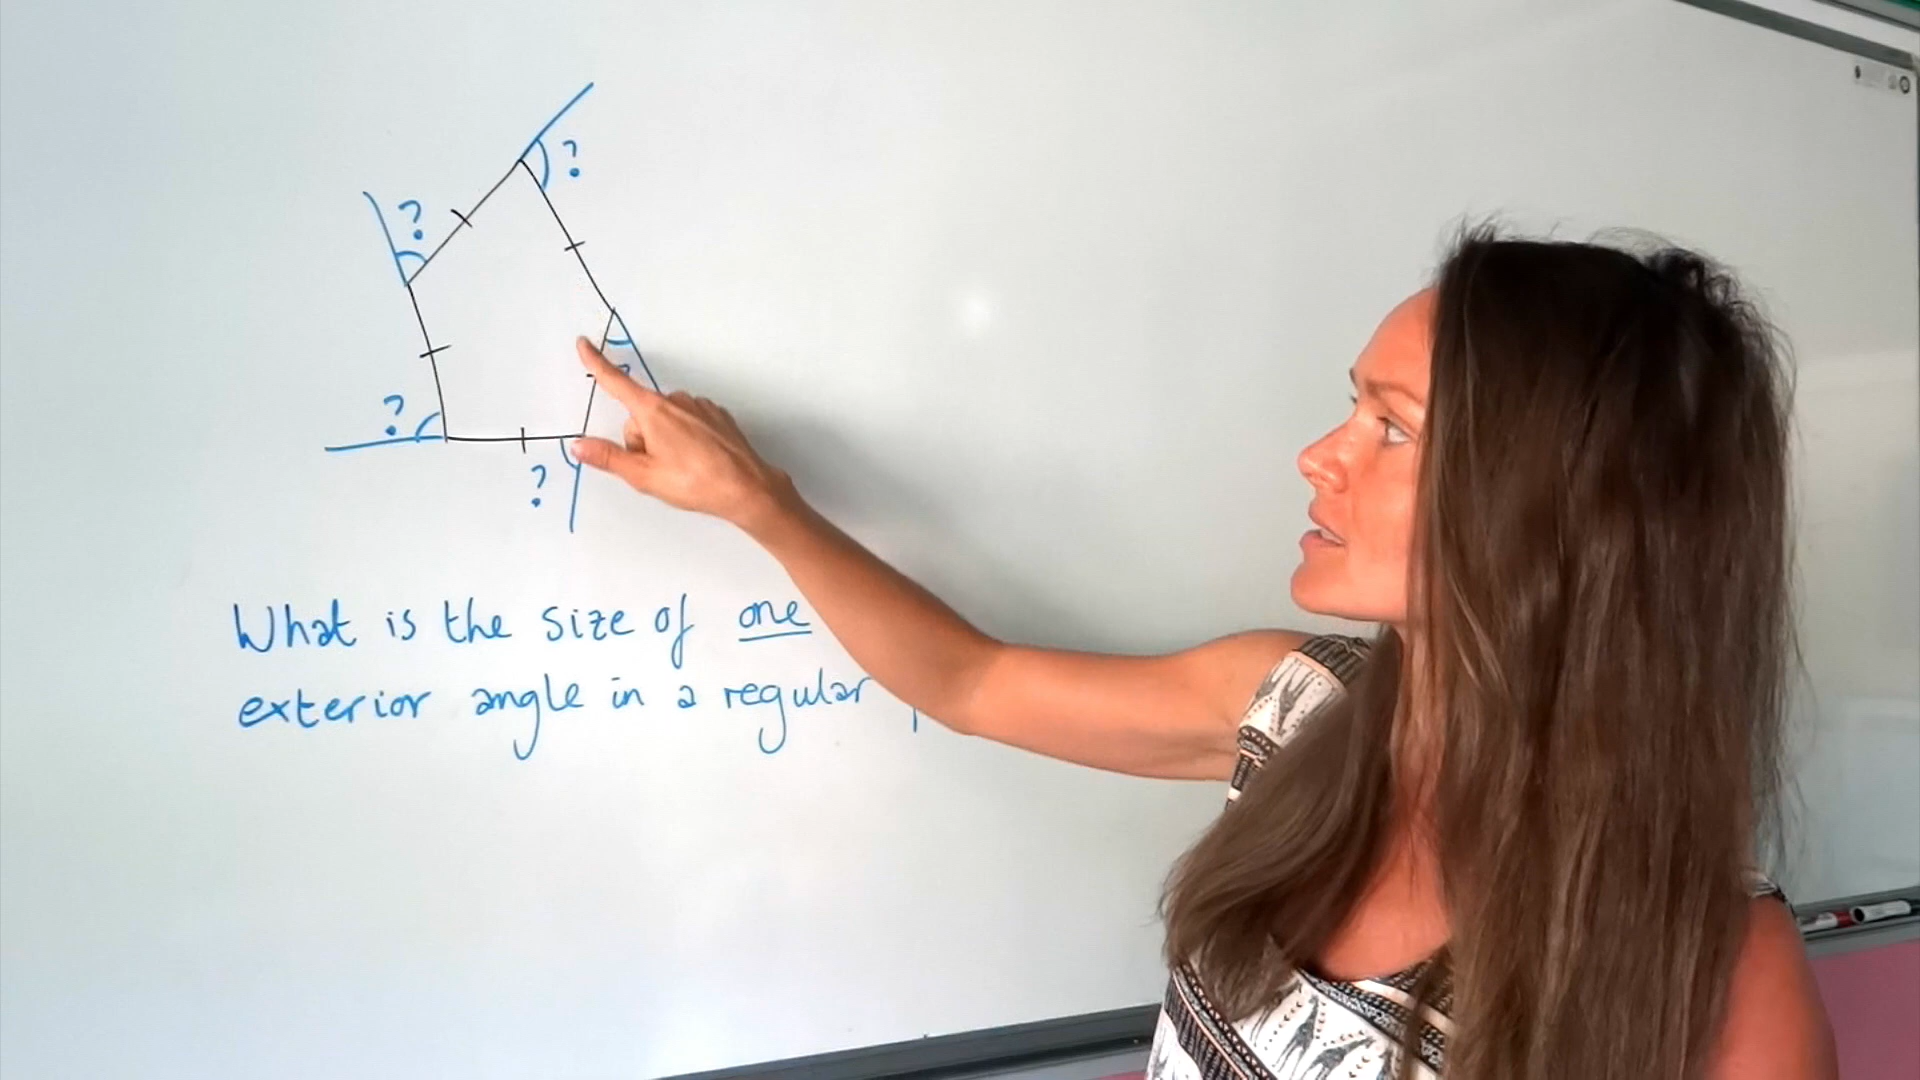 ?
?
?
?
?
What is the size of one
exterior angle in a regular